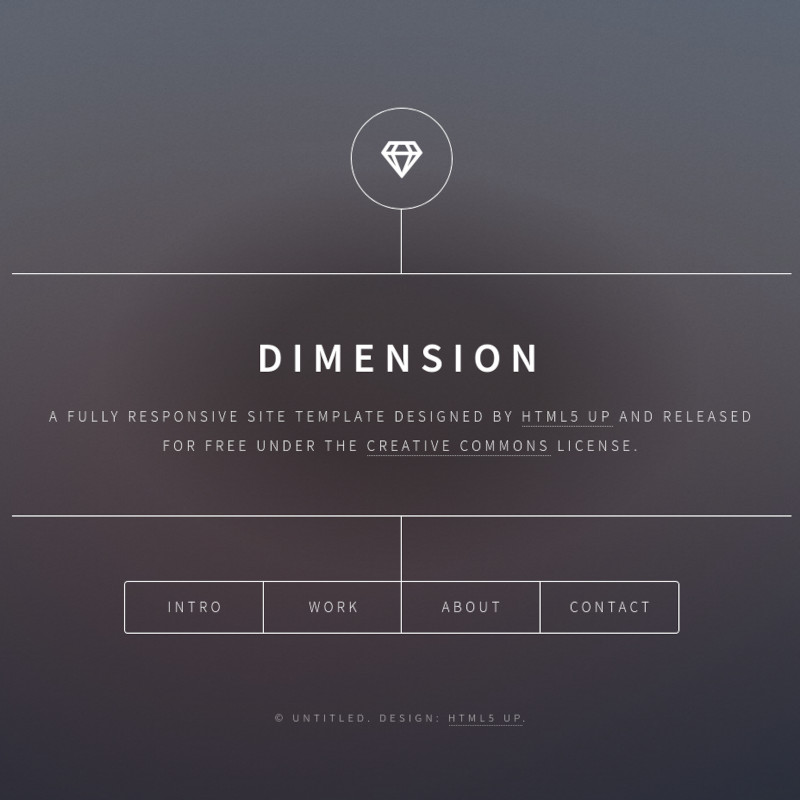 DIMENSION
A FULLY RESPONSIVE SITE TEMPLATE DESIGNED BY HTML5 UP AND RELEASED
FOR FREE UNDER THE CREATIVE COMMONS LICENSE.
INTRO WORK ABOUT CONTACT
© UNTITLED. DESIGN: HTML5 UP.